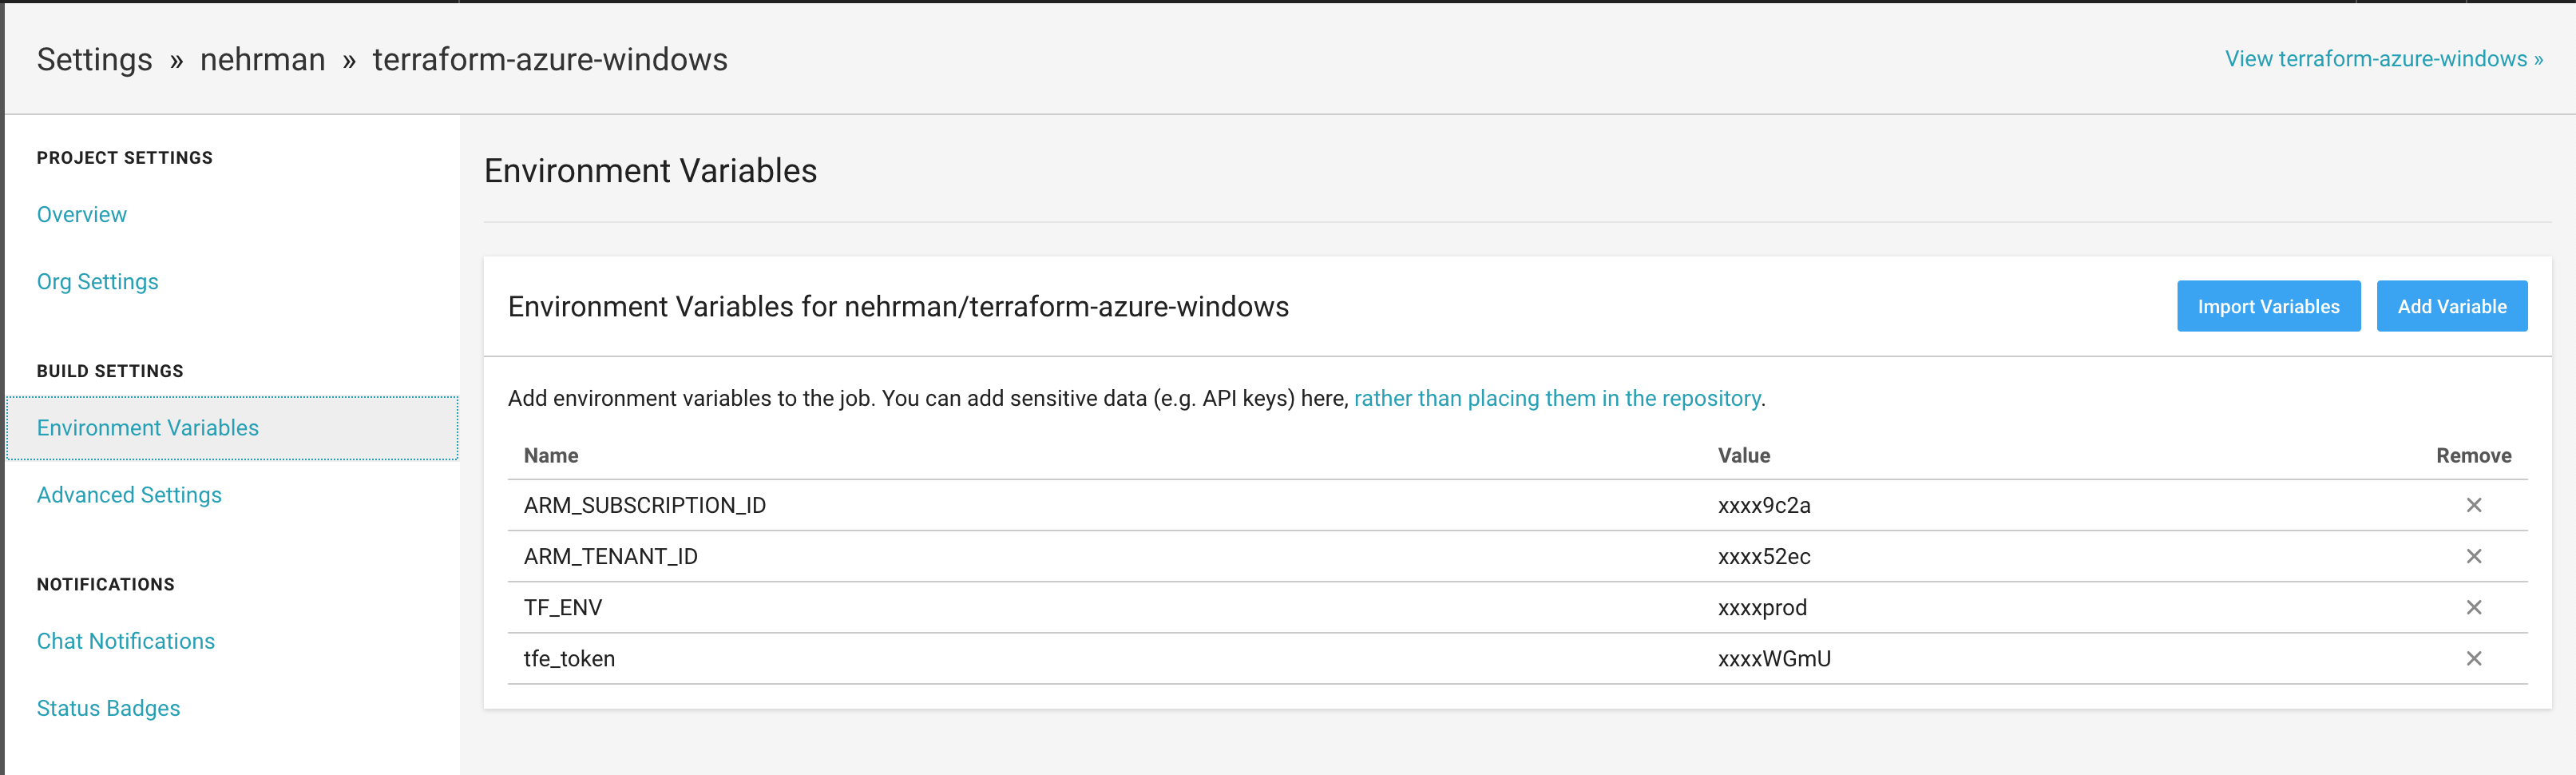 Settings » nehrman » terraform-azure-windows
View terraform-azure-windows »
PROJECT SETTINGS
Overview
Org Settings
BUILD SETTINGS
Environment Variables
Advanced Settings
NOTIFICATIONS
Chat Notifications
Status Badges
Environment Variables
Environment Variables for nehrman/terraform-azure-windows
Import Variables
Add Variable
Add environment variables to the job. You can add sensitive data (e.g. API keys) here, rather than placing them in the repository.
Name Value Remove
ARM_SUBSCRIPTION_ID xxxx9c2a ×
ARM_TENANT_ID xxxx52ec ×
TF_ENV xxxxprod ×
tfe_token xxxxWGmU ×